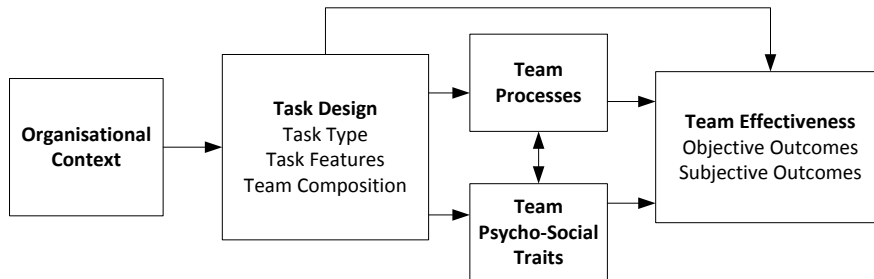 Organisational
Context
Task Design
Task Type
Task Features
Team Composition
Team
Processes
Team
Psycho-Social
Traits
Team Effectiveness
Objective Outcomes
Subjective Outcomes